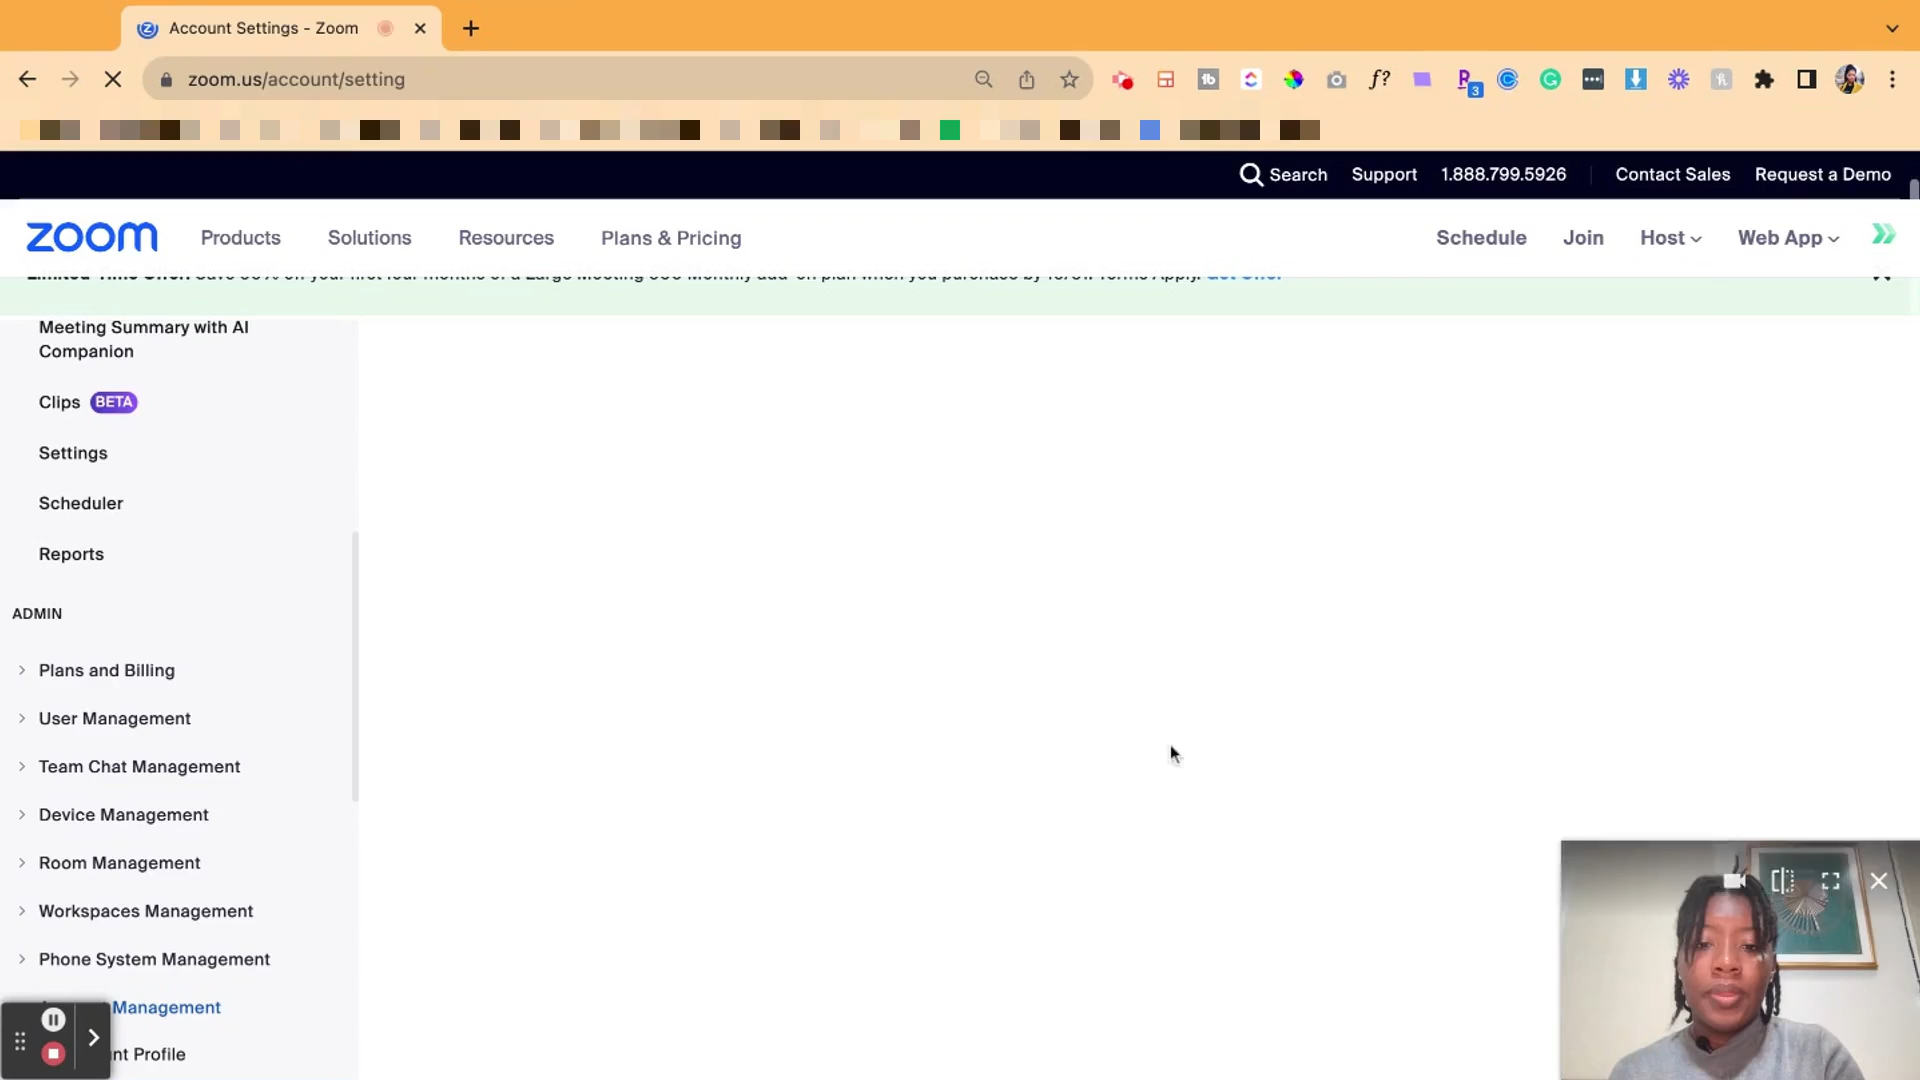 Account Settings - Zoom
zoom.us/account/setting
3
Search Support 1.888.799.5926 Contact Sales Request a Demo
zoom Products Solutions Resources Plans & Pricing Schedule Join Host Web App
Meeting Summary with AI
Companion
Clips BETA
Settings
Scheduler
Reports
ADMIN
Plans and Billing
User Management
Team Chat Management
Device Management
Room Management
Workspaces Management
Phone System Management
Management
nt Profile